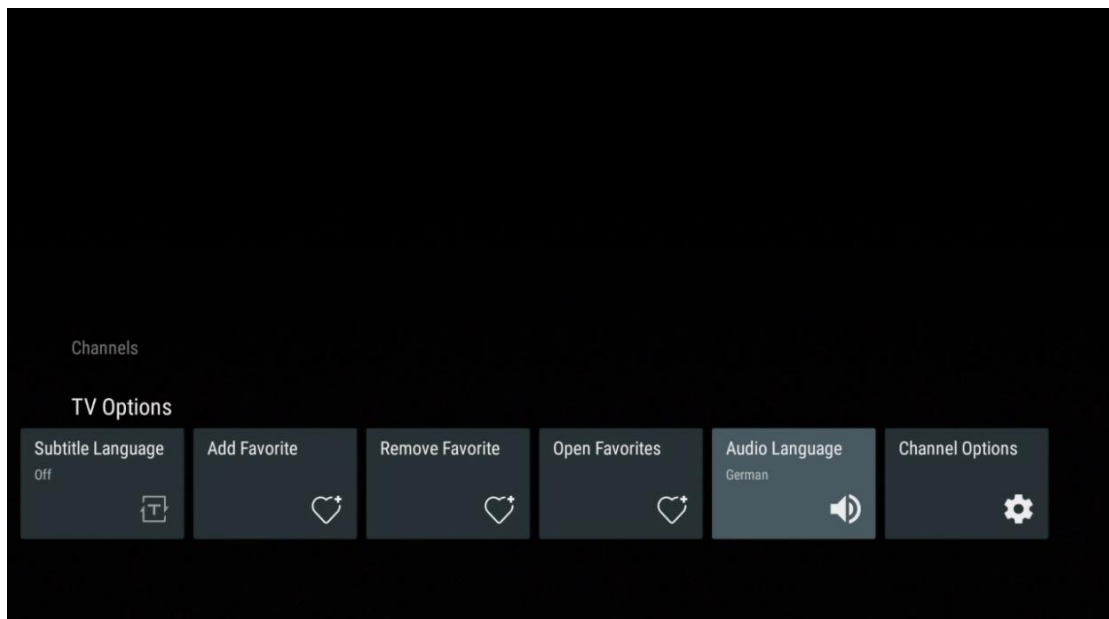 Channels
TV Options
Subtitle Language
Off
Add Favorite
Remove Favorite
Open Favorites
Audio Language
German
Channel Options